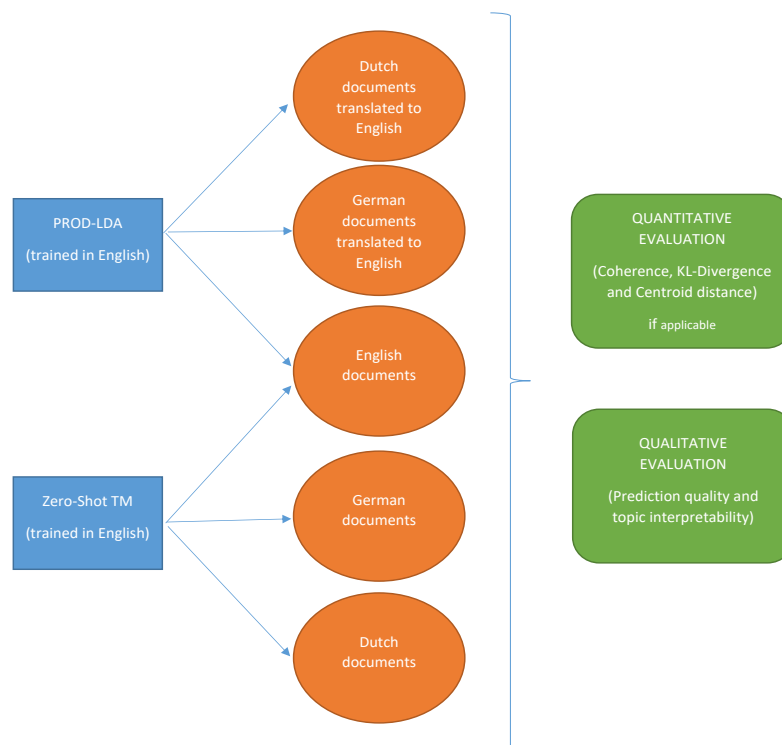 Dutch
documents
translated to
English
German
documents
translated to
English
PROD-LDA
(trained in English)
English
documents
Zero-Shot TM
(trained in English)
German
documents
Dutch
documents
QUANTITATIVE
EVALUATION
(Coherence, KL-Divergence
and Centroid distance)
if applicable
QUALITATIVE
EVALUATION
(Prediction quality and
topic interpretability)